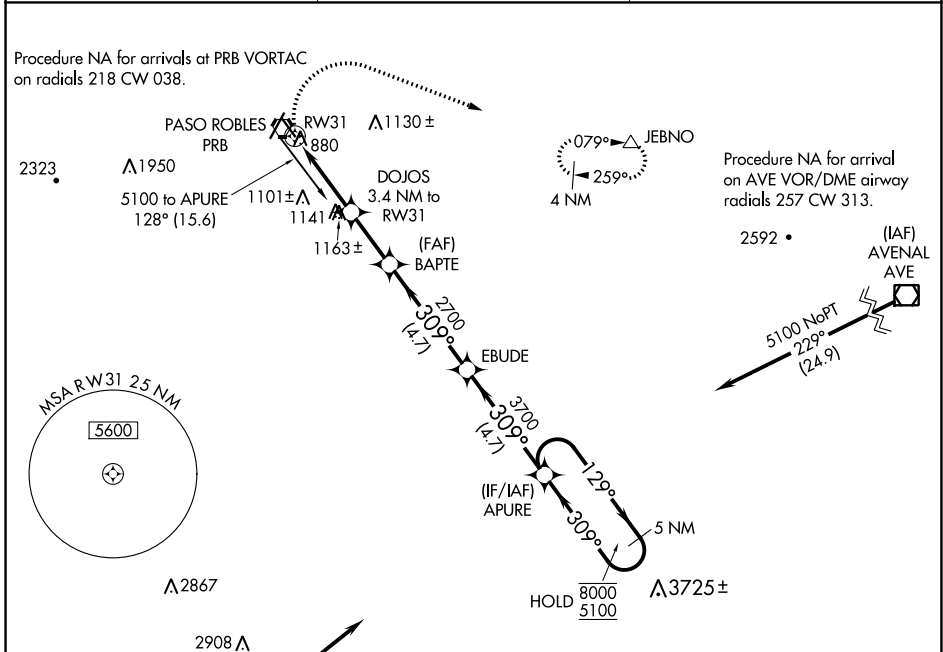 Procedure NA for arrivals at PRB VORTAC
on radials 218 CW 038.
PASO ROBLES
PRB
RW31
880
1130 ±
2323
1950
5100 to APURE
128° (15.6)
1101±
1141
1163 ±
DOJOS
3.4 NM to
RW31
(FAF)
BAPTE
079°
JEBNO
259°
4 NM
Procedure NA for arrival
on AVE VOR/DME airway
radials 257 CW 313.
2592
(IAF)
AVENAL
AVE
5100 NoPT
229°
(24.9)
2700
309°
(4.7)
EBUDE
3700
309°
(4.7)
MSA RW31 25 NM
5600
(IF/IAF)
APURE
129°
309°
5 NM
HOLD
8000
5100
3725 ±
2867
2908